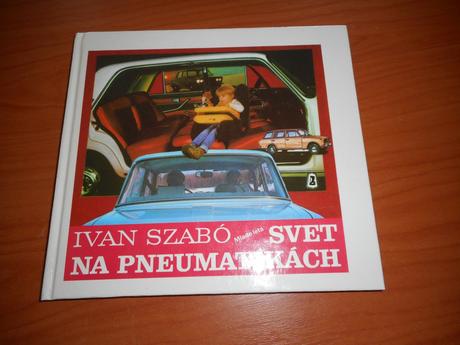 IVAN SZABÓ Mladé letá SVET
NA PNEUMATIKÁCH